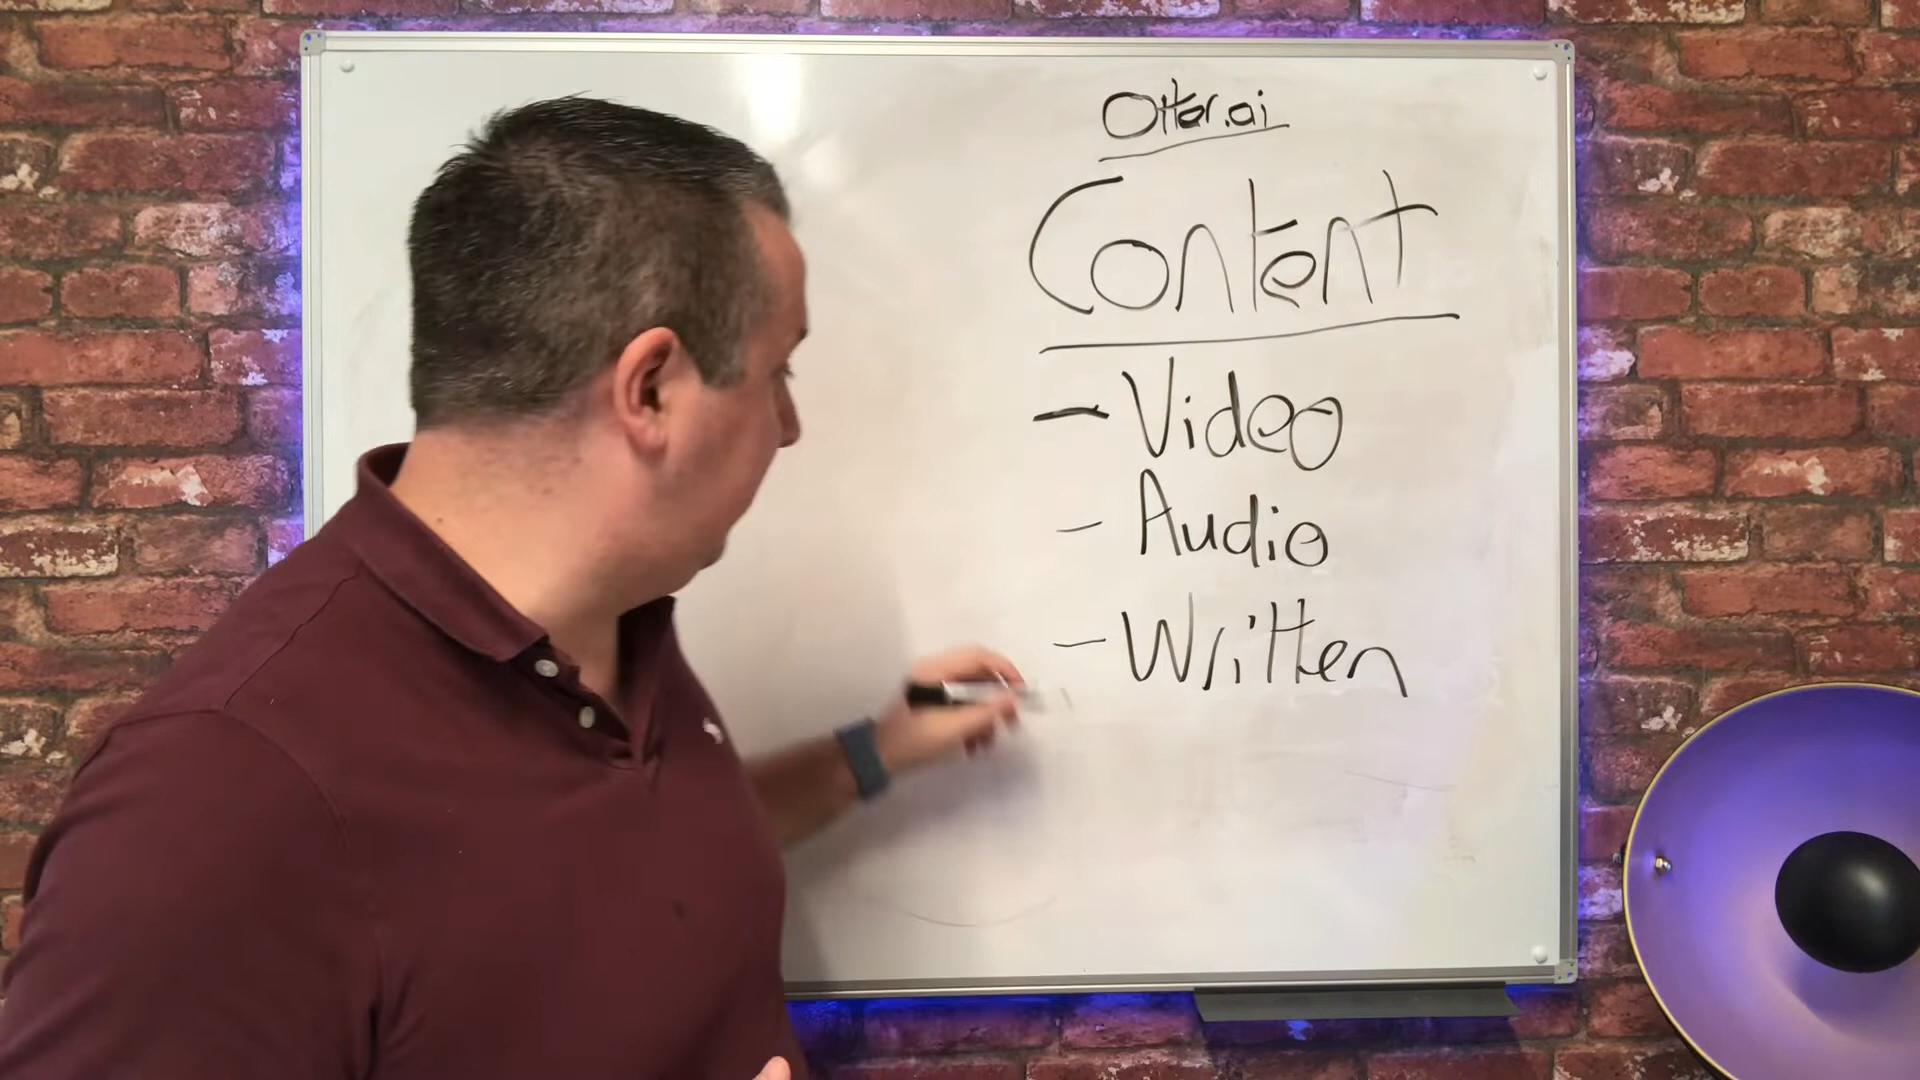 Otter.ai
Content
- Video
- Audio
- Written